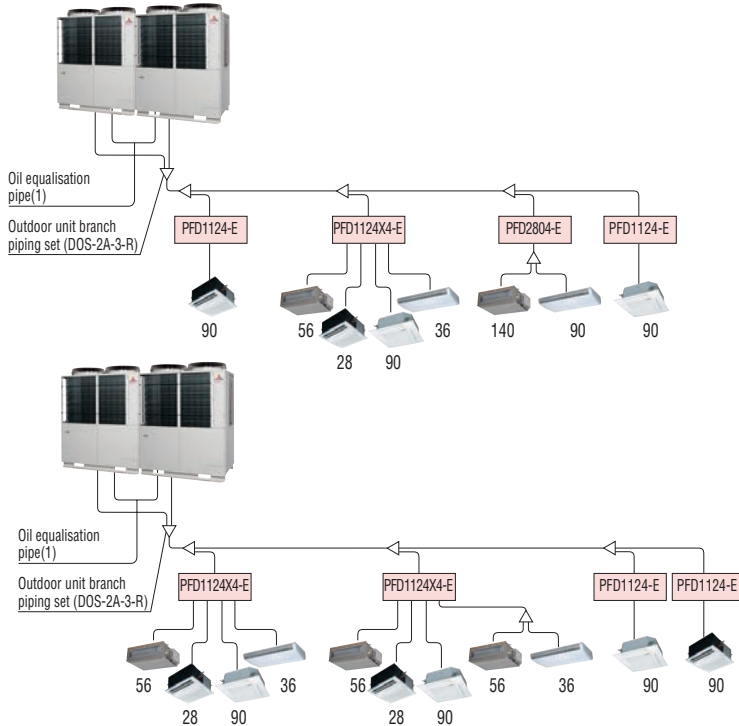 Oil equalisation
pipe(1)
Outdoor unit branch
piping set (DOS-2A-3-R)
PFD1124-E
PFD1124X4-E
PFD2804-E
PFD1124-E
90
56
28
90
36
140
90
90
Oil equalisation
pipe(1)
Outdoor unit branch
piping set (DOS-2A-3-R)
PFD1124X4-E
PFD1124X4-E
PFD1124-E
PFD1124-E
56
28
90
36
56
28
90
56
36
90
90